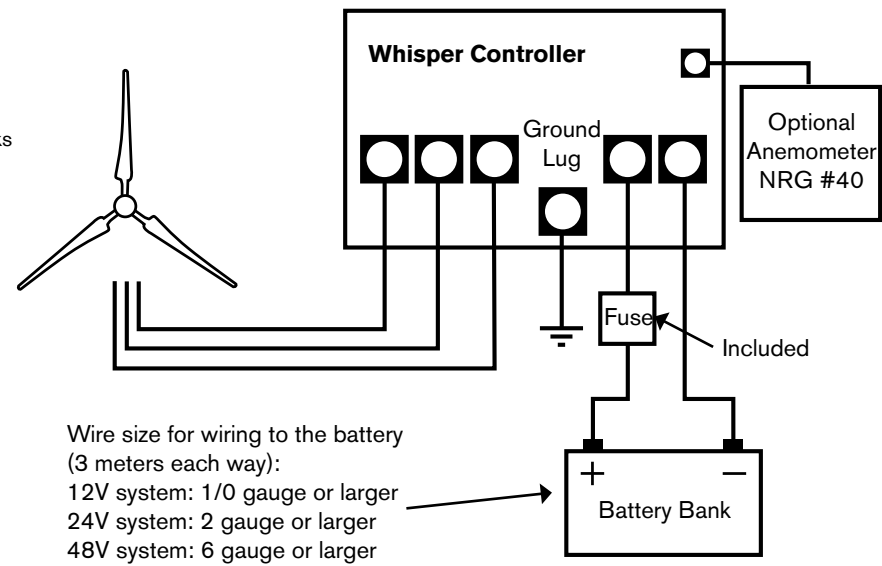 Whisper Controller
ks
Ground
Lug
Optional
Anemometer
NRG #40
Fuse
Included
Wire size for wiring to the battery
(3 meters each way):
12V system: 1/0 gauge or larger
24V system: 2 gauge or larger
48V system: 6 gauge or larger
+ −
Battery Bank